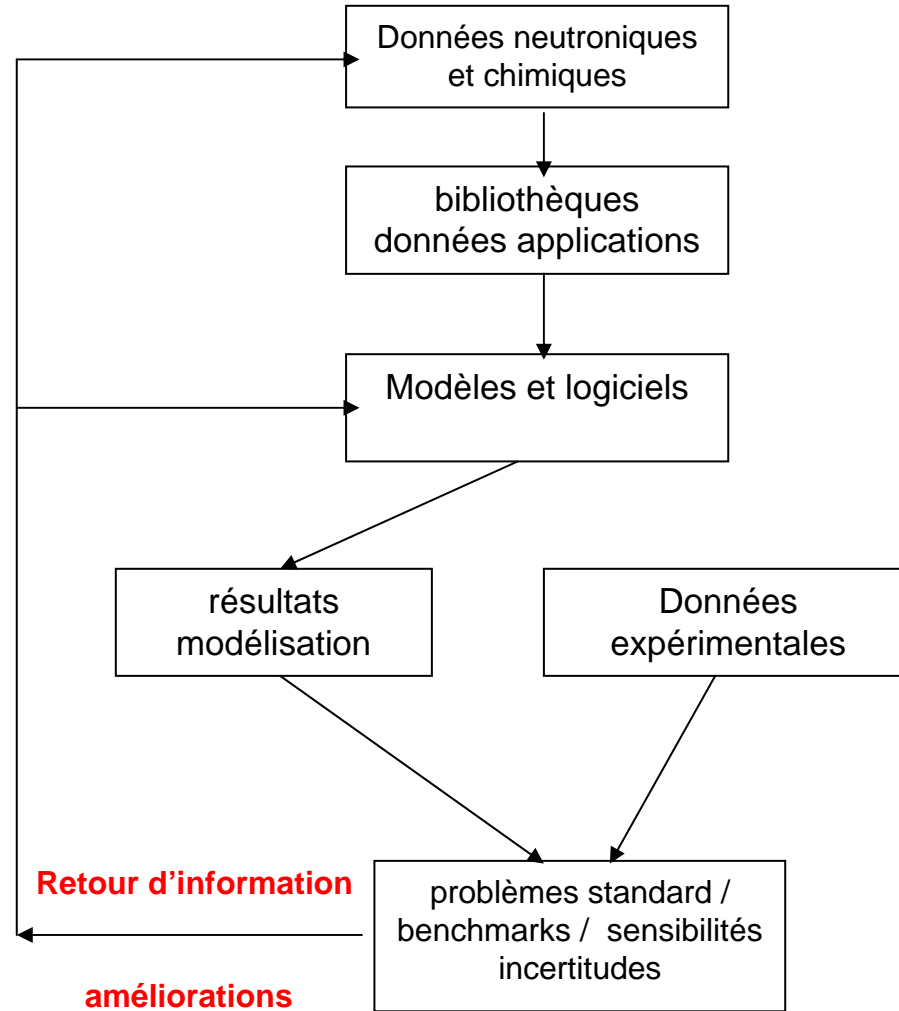 Données neutroniques
et chimiques
bibliothèques
données applications
Modèles et logiciels
résultats
modélisation
Données
expérimentales
Retour d’information
améliorations
problèmes standard /
benchmarks / sensibilités
incertitudes